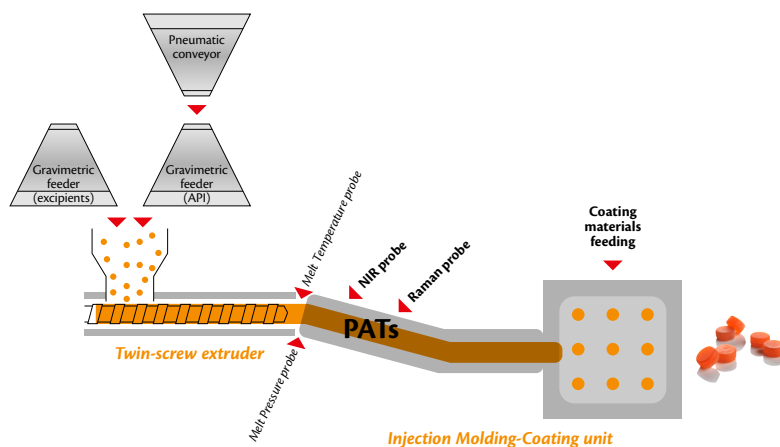 Pneumatic
conveyor
Gravimetric
feeder
(excipients)
Gravimetric
feeder
(API)
Melt Temperature probe
NIR probe
Raman probe
Coating
materials
feeding
PATs
Twin-screw extruder
Melt Pressure probe
Injection Molding-Coating unit